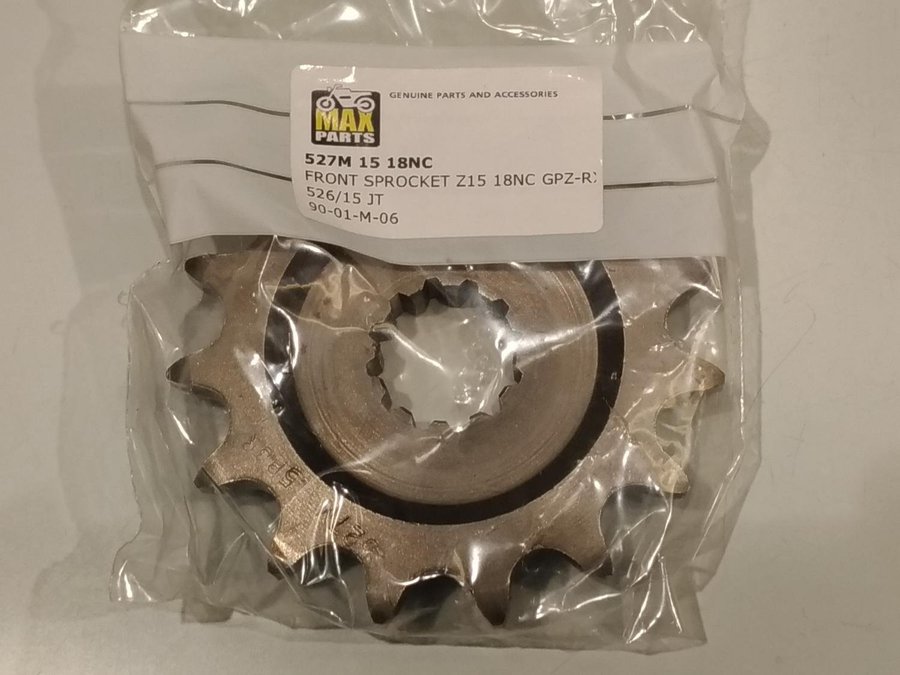 MAX
PARTS
GENUINE PARTS AND ACCESSORIES
527M 15 18NC
FRONT SPROCKET Z15 18NC GPZ-RX
526/15 JT
90-01-M-06